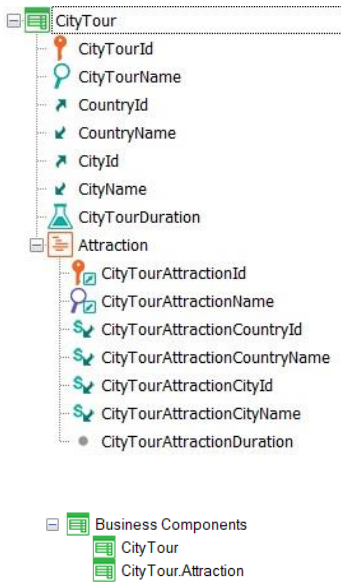 CityTour
CityTourId
CityTourName
CountryId
CountryName
CityId
CityName
CityTourDuration
Attraction
CityTourAttractionId
CityTourAttractionName
CityTourAttractionCountryId
CityTourAttractionCountryName
CityTourAttractionCityId
CityTourAttractionCityName
CityTourAttractionDuration
Business Components
CityTour
CityTour.Attraction